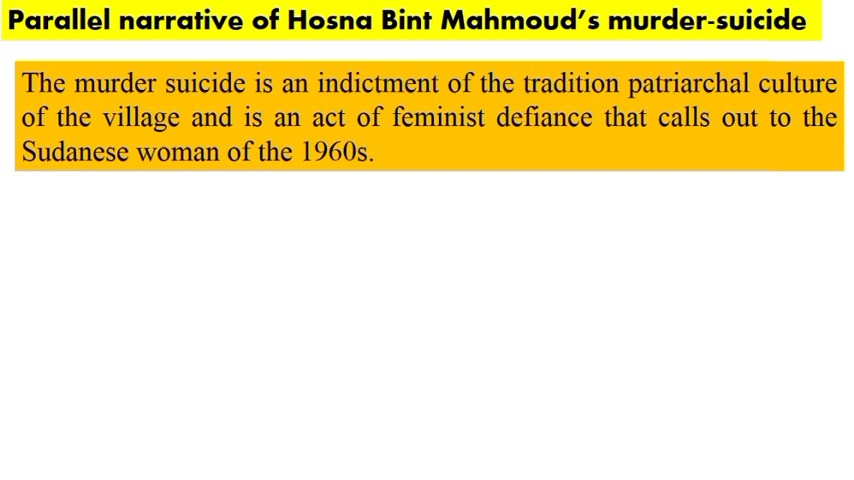 Parallel narrative of Hosna Bint Mahmoud's murder-suicide
The murder suicide is an indictment of the tradition patriarchal culture
of the village and is an act of feminist defiance that calls out to the
Sudanese woman of the 1960s.